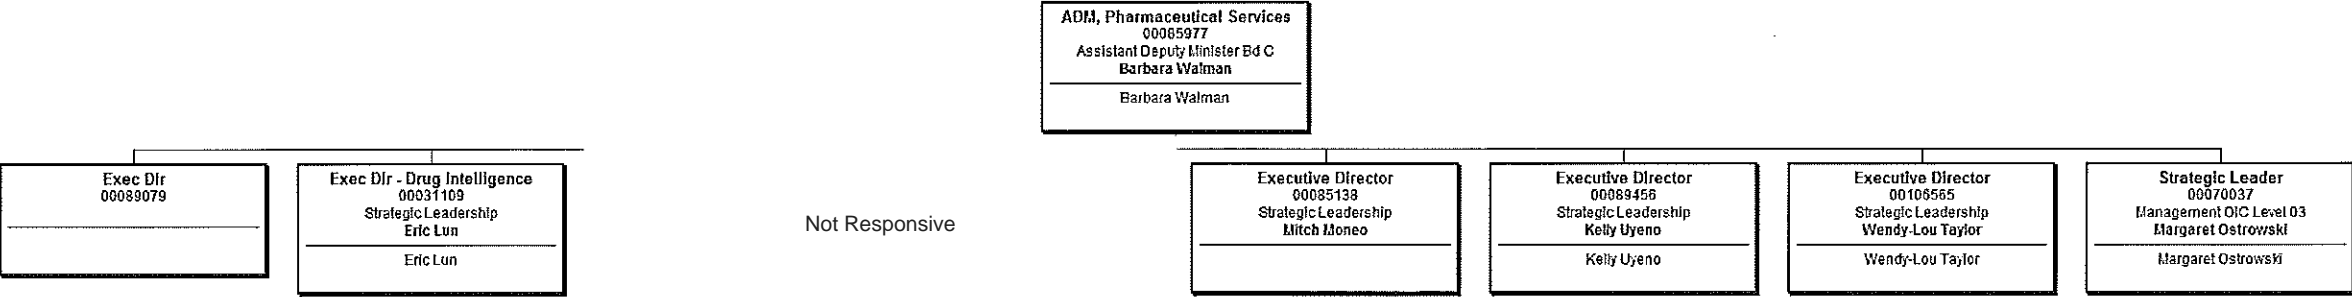 ADM, Pharmaceutical Services
00085977
Assistant Deputy Minister Bd C
Barbara Walman
Barbara Walman
Exec Dir
00089079
Exec Dir - Drug Intelligence
00031109
Strategic Leadership
Eric Lun
Eric Lun
Not Responsive
Executive Director
00085138
Strategic Leadership
Mitch Moneo
Executive Director
00089456
Strategic Leadership
Kelly Uyeno
Kelly Uyeno
Executive Director
00106565
Strategic Leadership
Wendy-Lou Taylor
Wendy-Lou Taylor
Strategic Leader
00070037
Management OIC Level 03
Margaret Ostrowski
Margaret Ostrowski